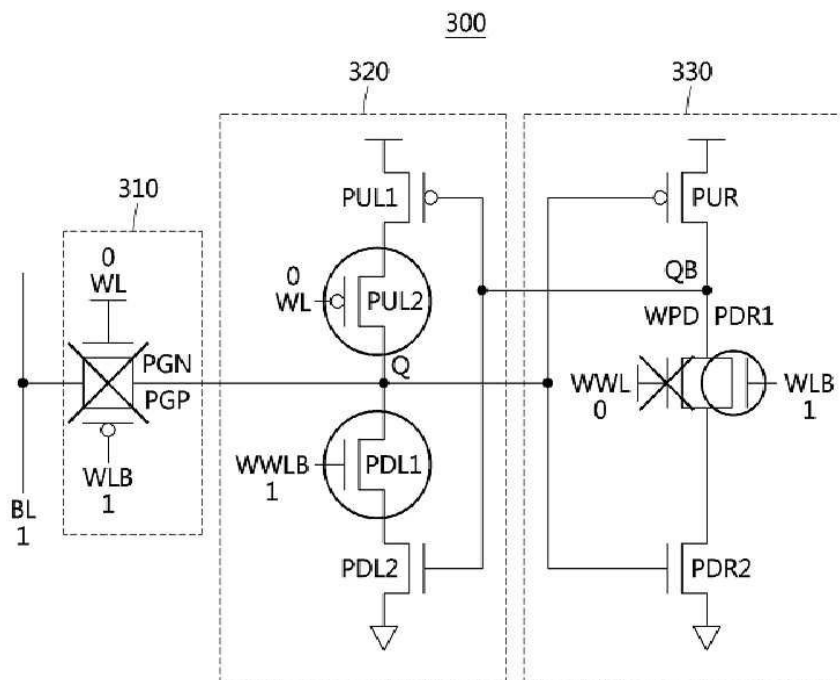 300
320
330
310
PUL1
PUR
0
WL
0
WL
PUL2
QB
WPD PDR1
PGN
PGP
Q
WWL
0
WLB
1
WLB
1
WWLB
1
PDL1
BL
1
PDL2
PDR2